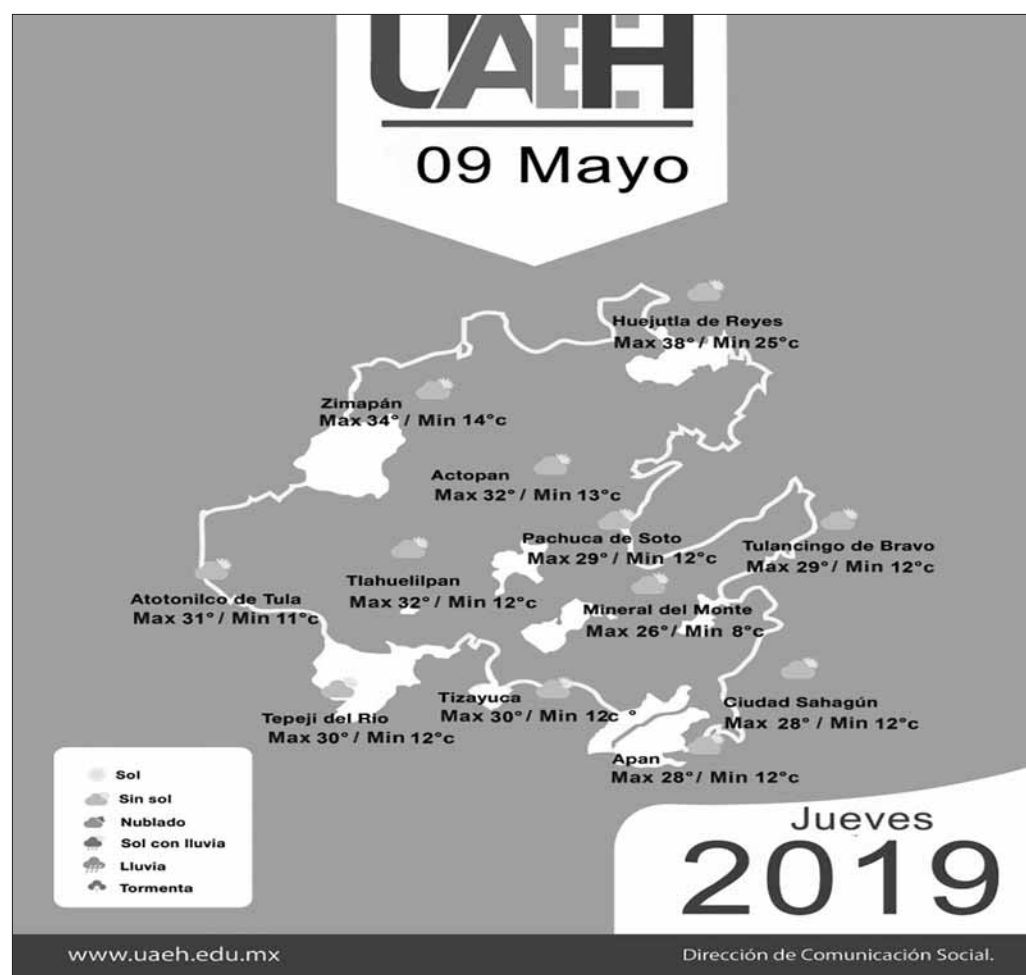 UAEH
09 Mayo
Huejutla de Reyes
Max 38° / Min 25°c
Zimapán
Max 34° / Min 14°c
Actopan
Max 32° / Min 13°c
Pachuca de Soto
Max 29° / Min 12°c
Tulancingo de Bravo
Max 29° / Min 12°c
Tlahuelilpan
Max 32° / Min 12°c
Atotonilco de Tula
Max 31° / Min 11°c
Mineral del Monte
Max 26° / Min 8°c
Tizayuca
Max 30° / Min 12c °
Ciudad Sahagún
Max 28° / Min 12°c
Tepeji del Río
Max 30° / Min 12°c
Apan
Max 28° / Min 12°c
Sol
Sin sol
Nublado
Sol con lluvia
Lluvia
Tormenta
Jueves
2019
www.uaeh.edu.mx
Dirección de Comunicación Social.